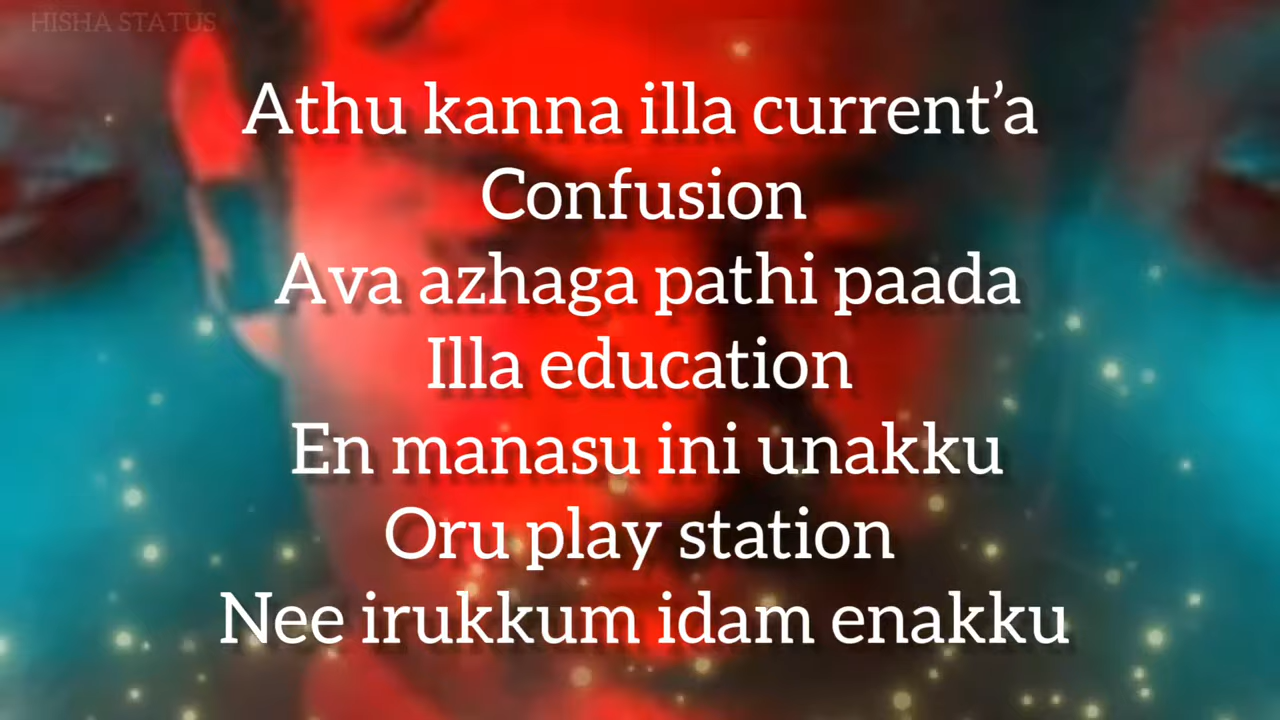 HISHA STATUS
Athu kanna illa current’a
Confusion
Ava azhaga pathi paada
Illa education
En manasu ini unakku
Oru play station
Nee irukkum idam enakku